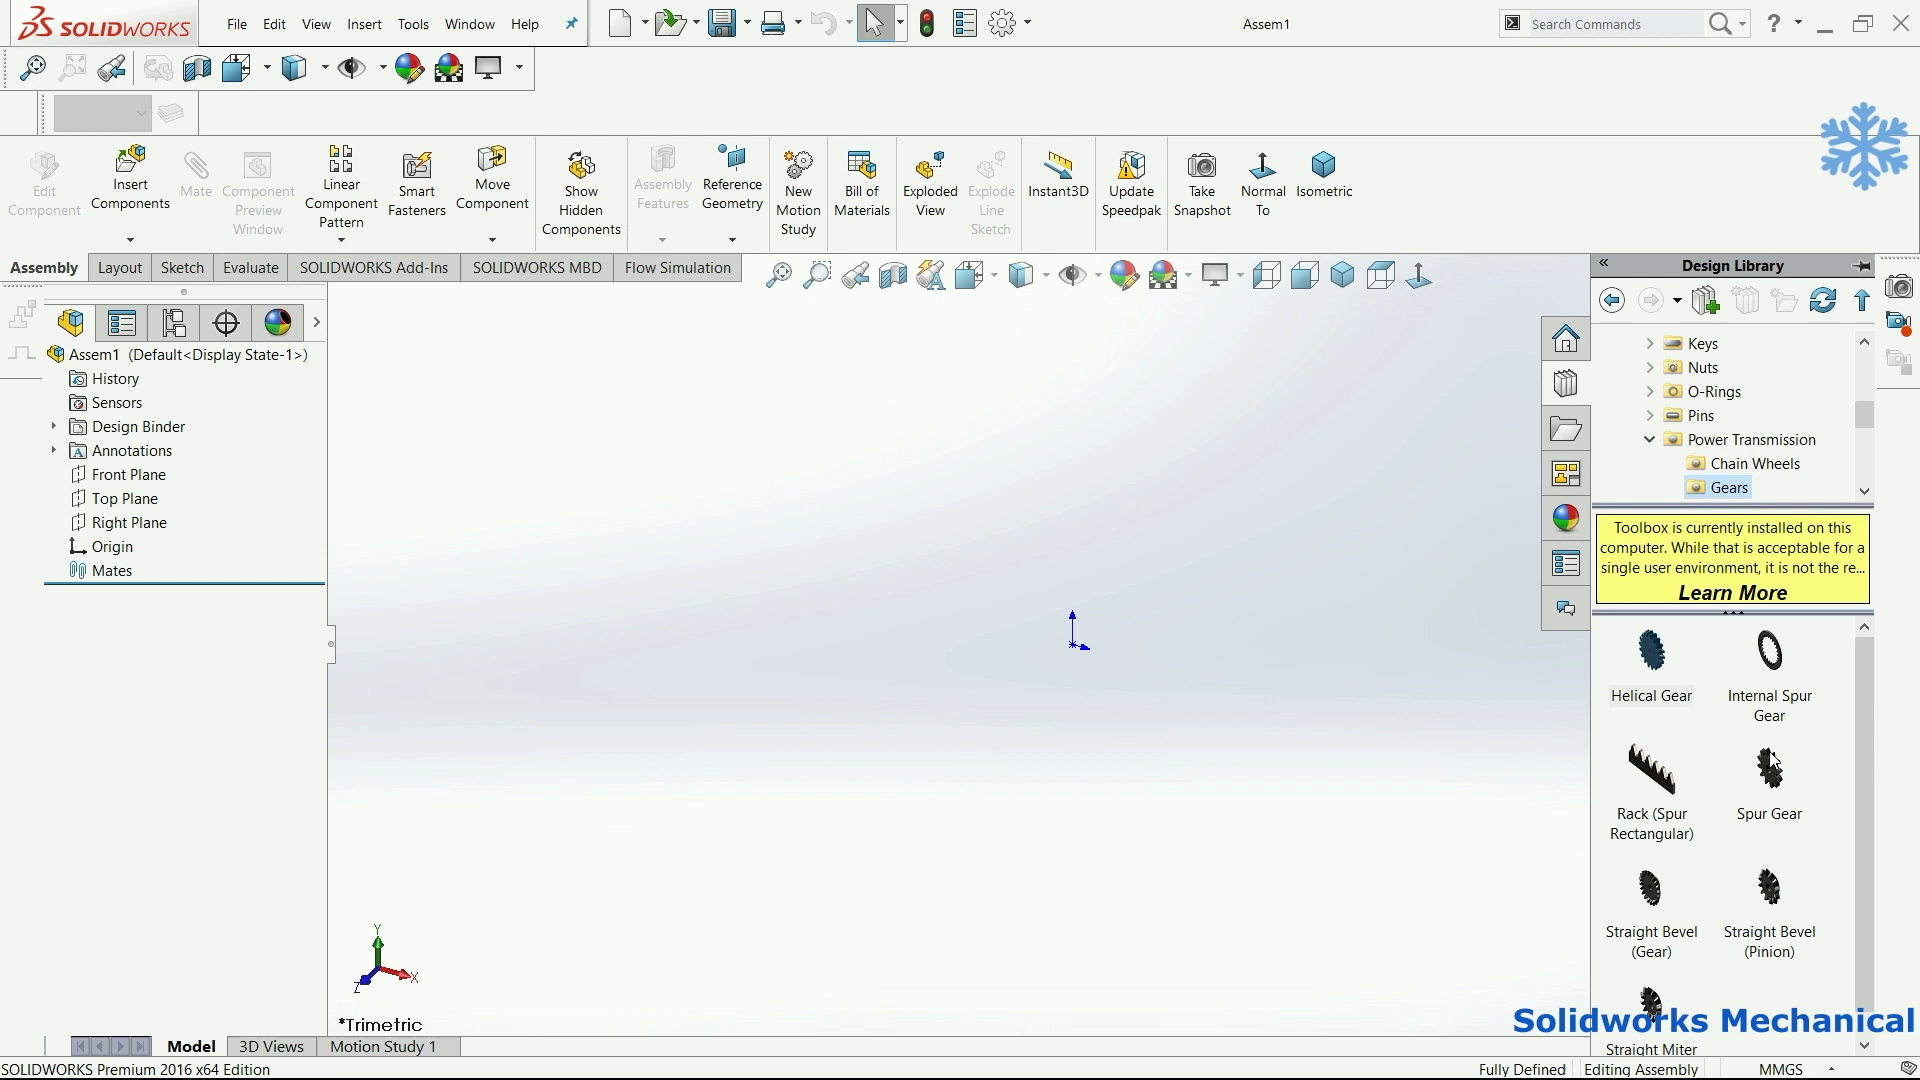 SOLIDWORKS
File Edit View Insert Tools Window Help
Assem1
Search Commands
Edit Component
Insert Components
Mate
Component Preview Window
Linear Component Pattern
Smart Fasteners
Move Component
Show Hidden Components
Assembly Features
Reference Geometry
New Motion Study
Bill of Materials
Exploded View
Explode Line Sketch
Instant3D
Update Speedpak
Take Snapshot
Normal To
Isometric
Assembly Layout Sketch Evaluate SOLIDWORKS Add-Ins SOLIDWORKS MBD Flow Simulation
Assem1 (Default<Display State-1>)
History
Sensors
Design Binder
Annotations
Front Plane
Top Plane
Right Plane
Origin
Mates
Y
X
Z
*Trimetric
Design Library
Keys
Nuts
O-Rings
Pins
Power Transmission
Chain Wheels
Gears
Toolbox is currently installed on this
computer. While that is acceptable for a
single user environment, it is not the re...
Learn More
Helical Gear
Internal Spur
Gear
Rack (Spur
Rectangular)
Spur Gear
Straight Bevel
(Gear)
Straight Bevel
(Pinion)
Solidworks Mechanical
Straight Miter
Model 3D Views Motion Study 1
SOLIDWORKS Premium 2016 x64 Edition
Fully Defined Editing Assembly MMGS